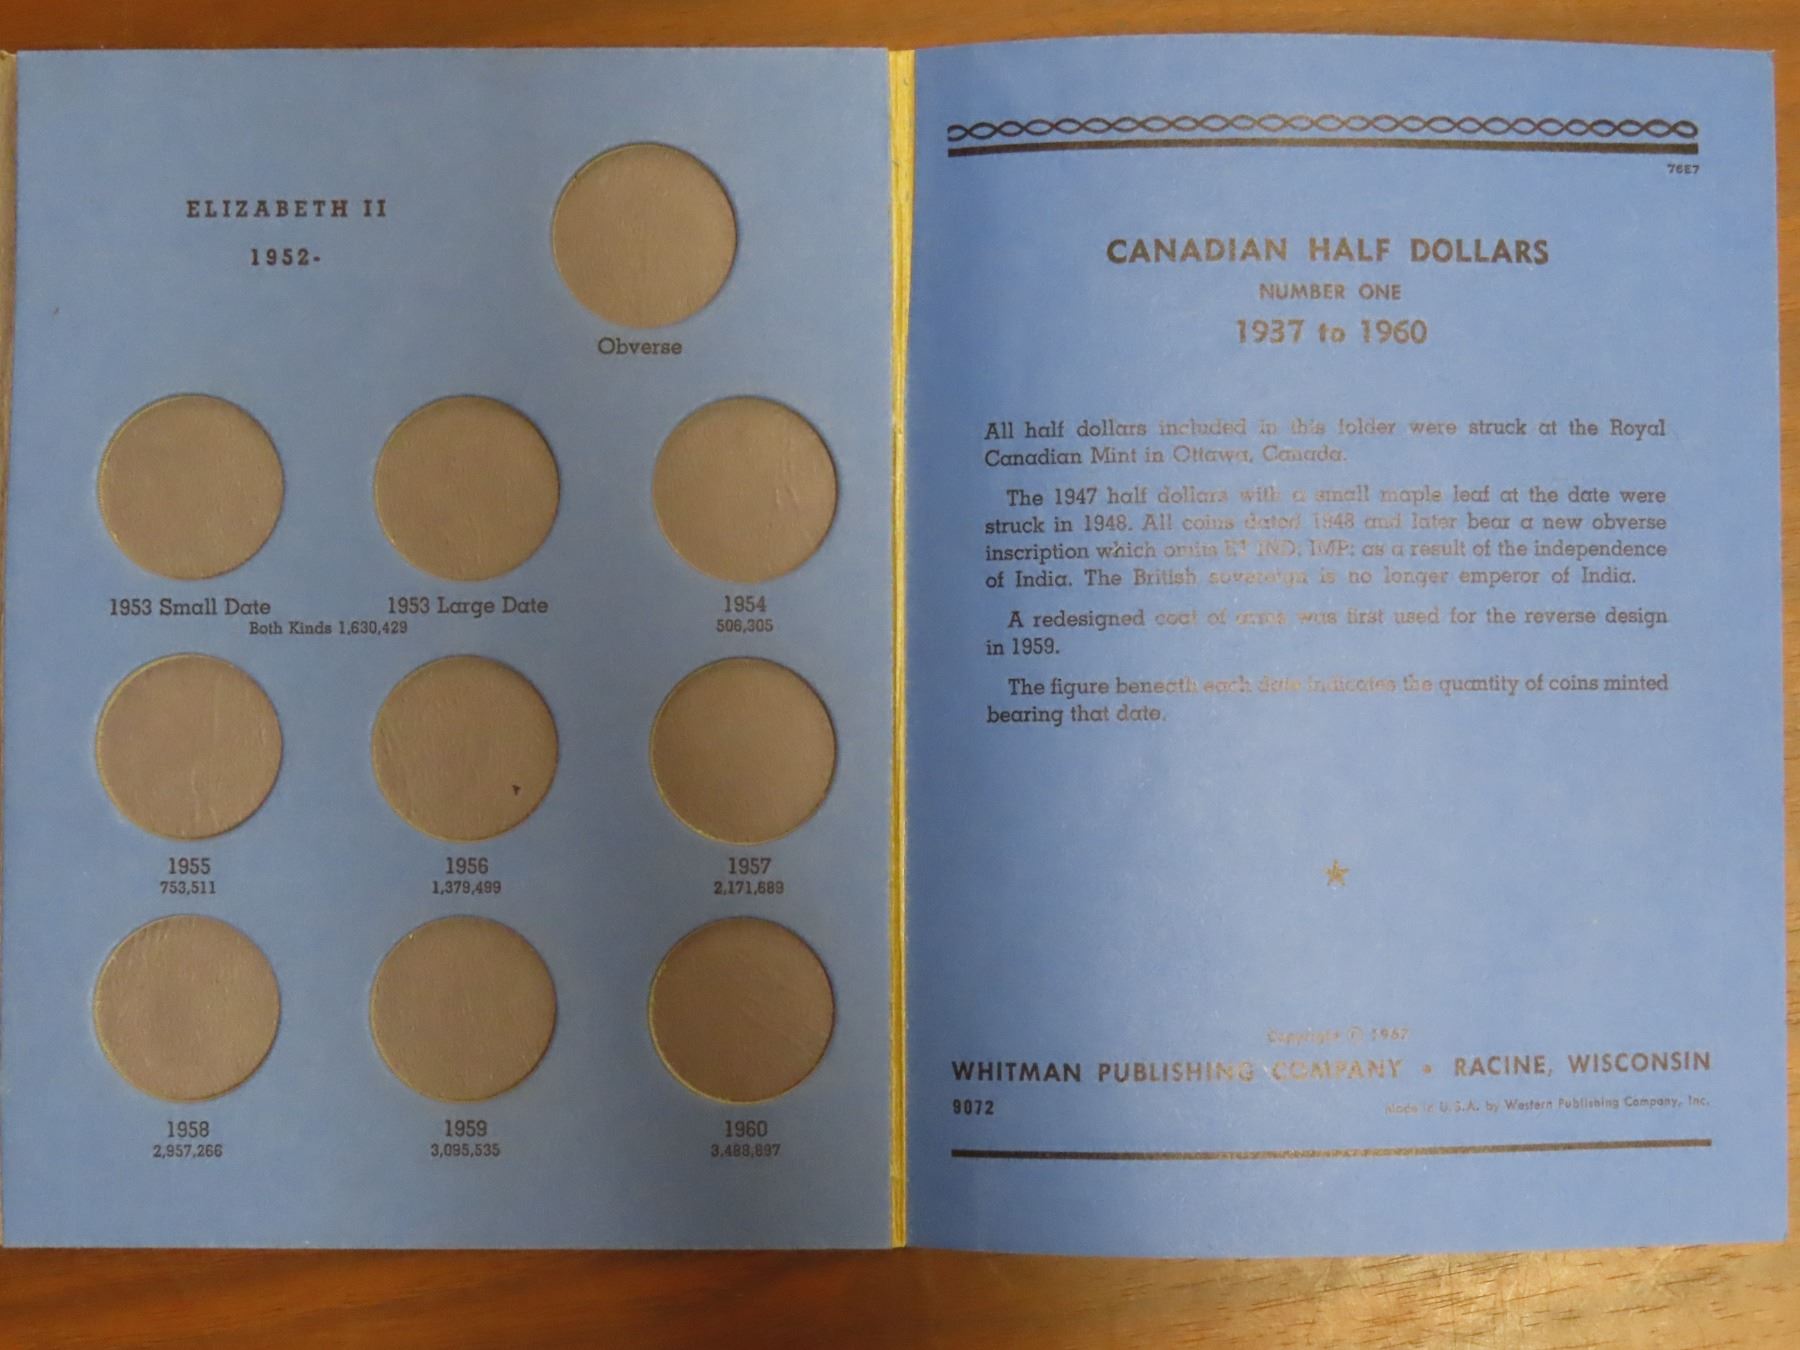 ELIZABETH II
1952-
Obverse
1953 Small Date
1953 Large Date
Both Kinds 1,630,429
1954
506,305
1955
753,511
1956
1,379,499
1957
2,171,689
1958
2,957,266
1959
3,095,535
1960
3,488,897
76E7
CANADIAN HALF DOLLARS
NUMBER ONE
1937 to 1960
All half dollars included in this folder were struck at the Royal
Canadian Mint in Ottawa, Canada.
The 1947 half dollars with a small maple leaf at the date were
struck in 1948. All coins dated 1948 and later bear a new obverse
inscription which omits ET IND: IMP: as a result of the independence
of India. The British sovereign is no longer emperor of India.
A redesigned coat of arms was first used for the reverse design
in 1959.
The figure beneath each date indicates the quantity of coins minted
bearing that date.
Copyright © 1967
WHITMAN PUBLISHING COMPANY • RACINE, WISCONSIN
9072
Made in U.S.A. by Western Publishing Company, Inc.